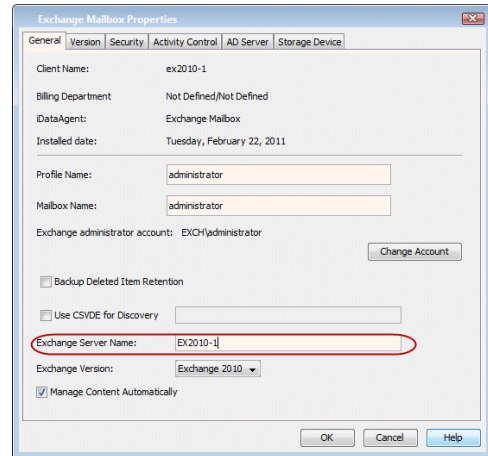 Exchange Mailbox Properties
General Version Security Activity Control AD Server Storage Device
Client Name: ex2010-1
Billing Department Not Defined/Not Defined
iDataAgent: Exchange Mailbox
Installed date: Tuesday, February 22, 2011
Profile Name: administrator
Mailbox Name: administrator
Exchange administrator account: EXCH\administrator
Change Account
Backup Deleted Item Retention
Use CSVDE for Discovery
Exchange Server Name: EX2010-1
Exchange Version: Exchange 2010
Manage Content Automatically
OK Cancel Help